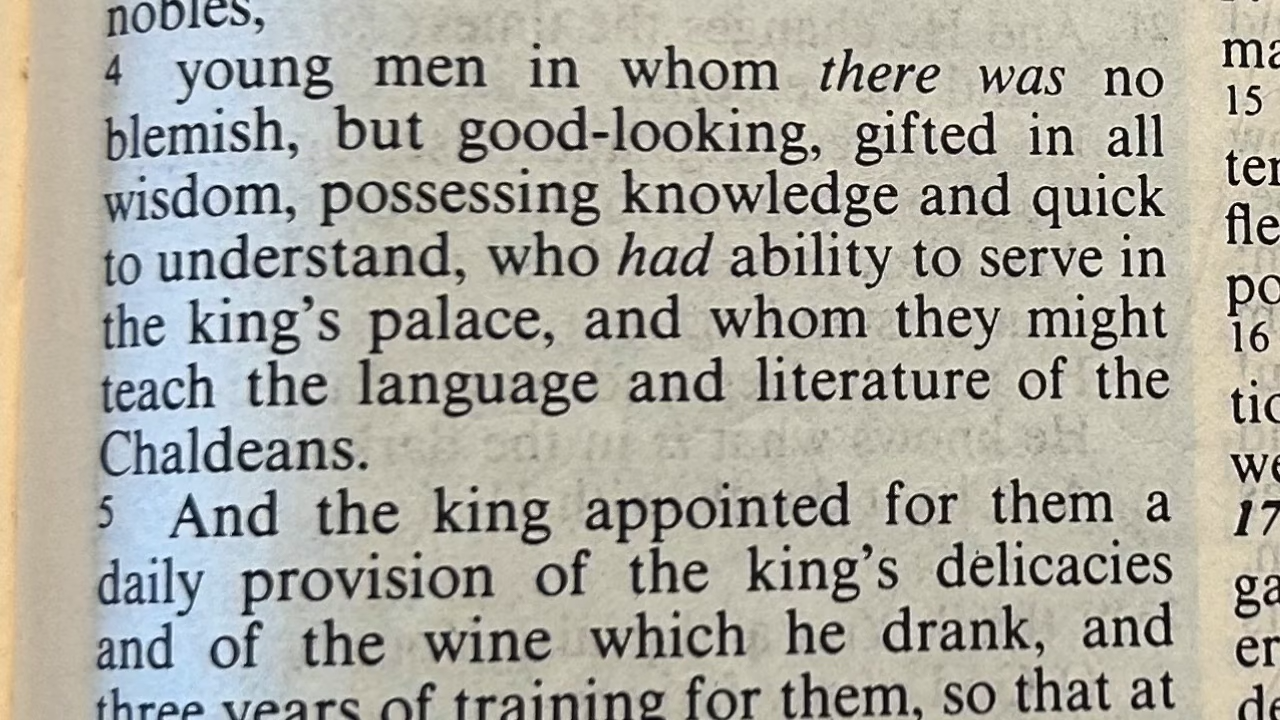 nobles,
4 young men in whom there was no
blemish, but good-looking, gifted in all
wisdom, possessing knowledge and quick
to understand, who had ability to serve in
the king's palace, and whom they might
teach the language and literature of the
Chaldeans.
5 And the king appointed for them a
daily provision of the king's delicacies
and of the wine which he drank, and
three years of training for them, so that at
15
16
17